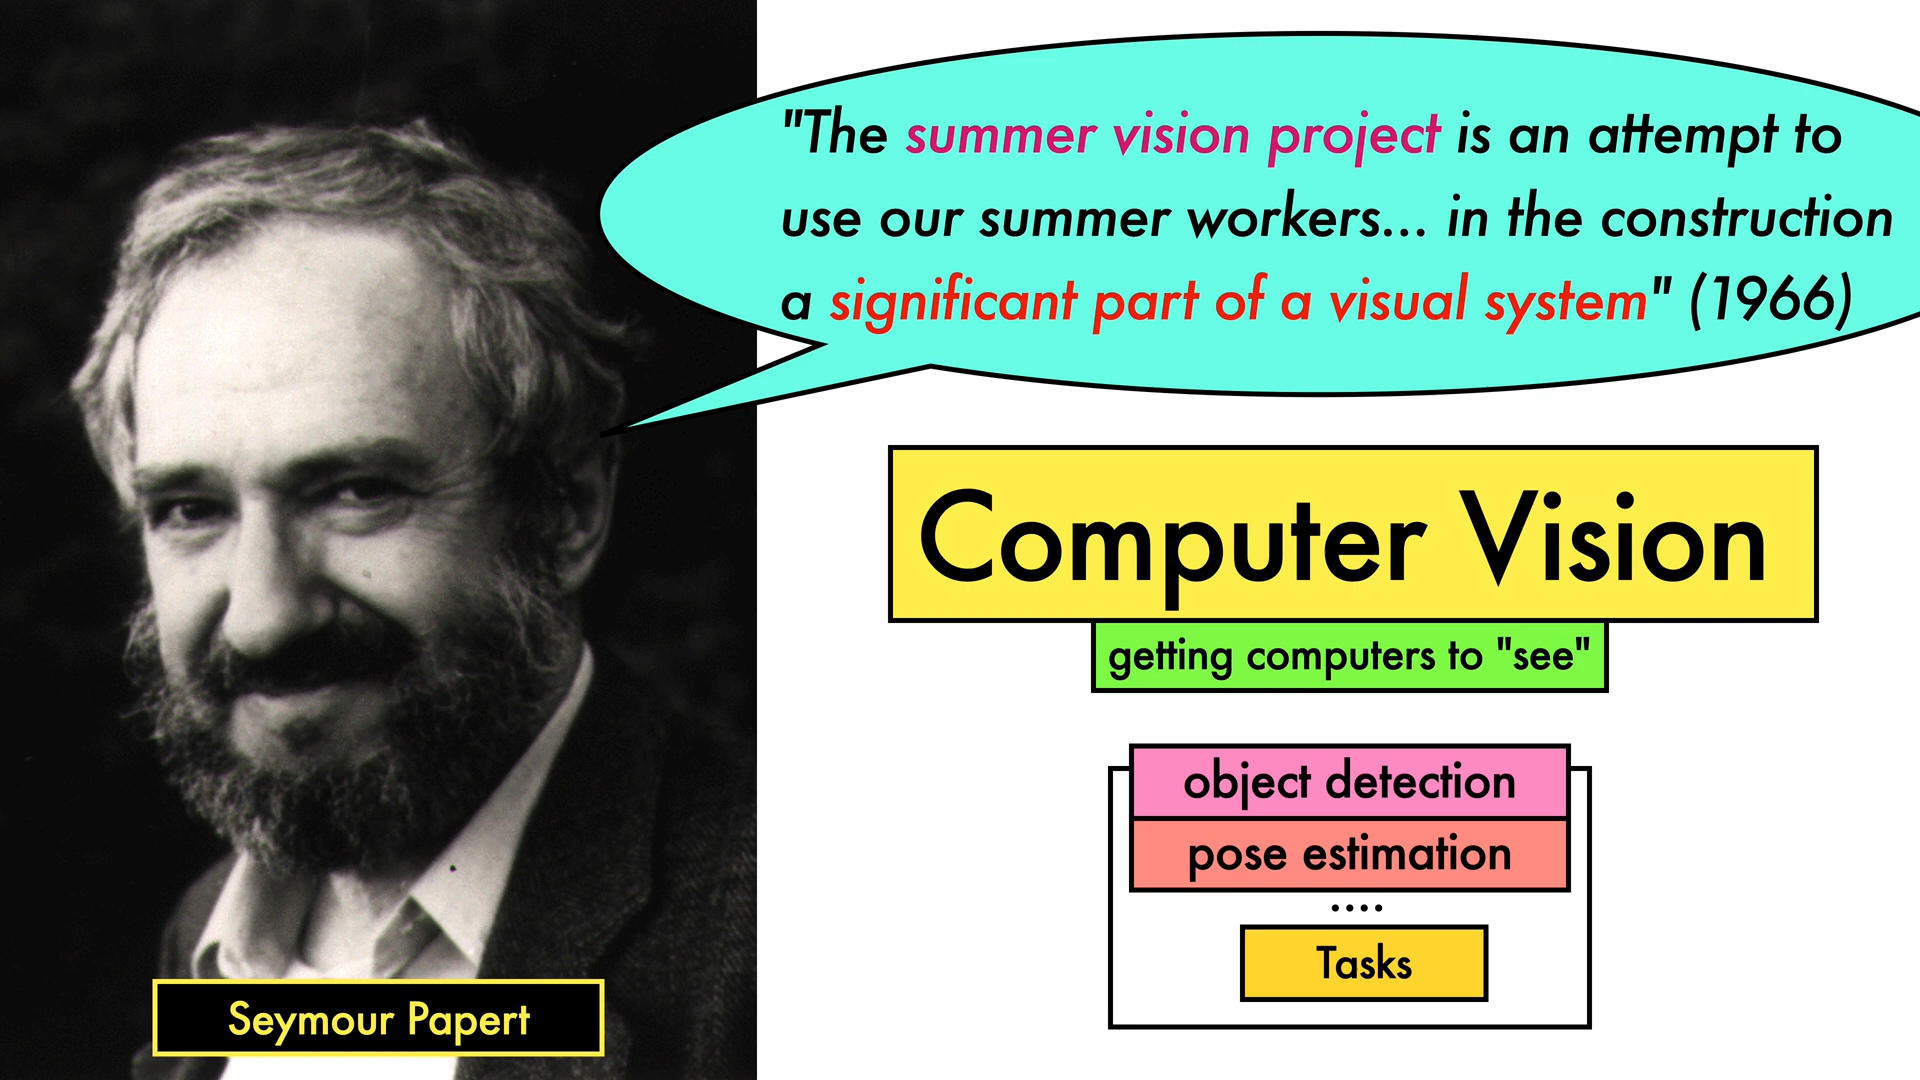 "The summer vision project is an attempt to
use our summer workers... in the construction
a significant part of a visual system" (1966)
Computer Vision
getting computers to "see"
object detection
pose estimation
....
Tasks
Seymour Papert